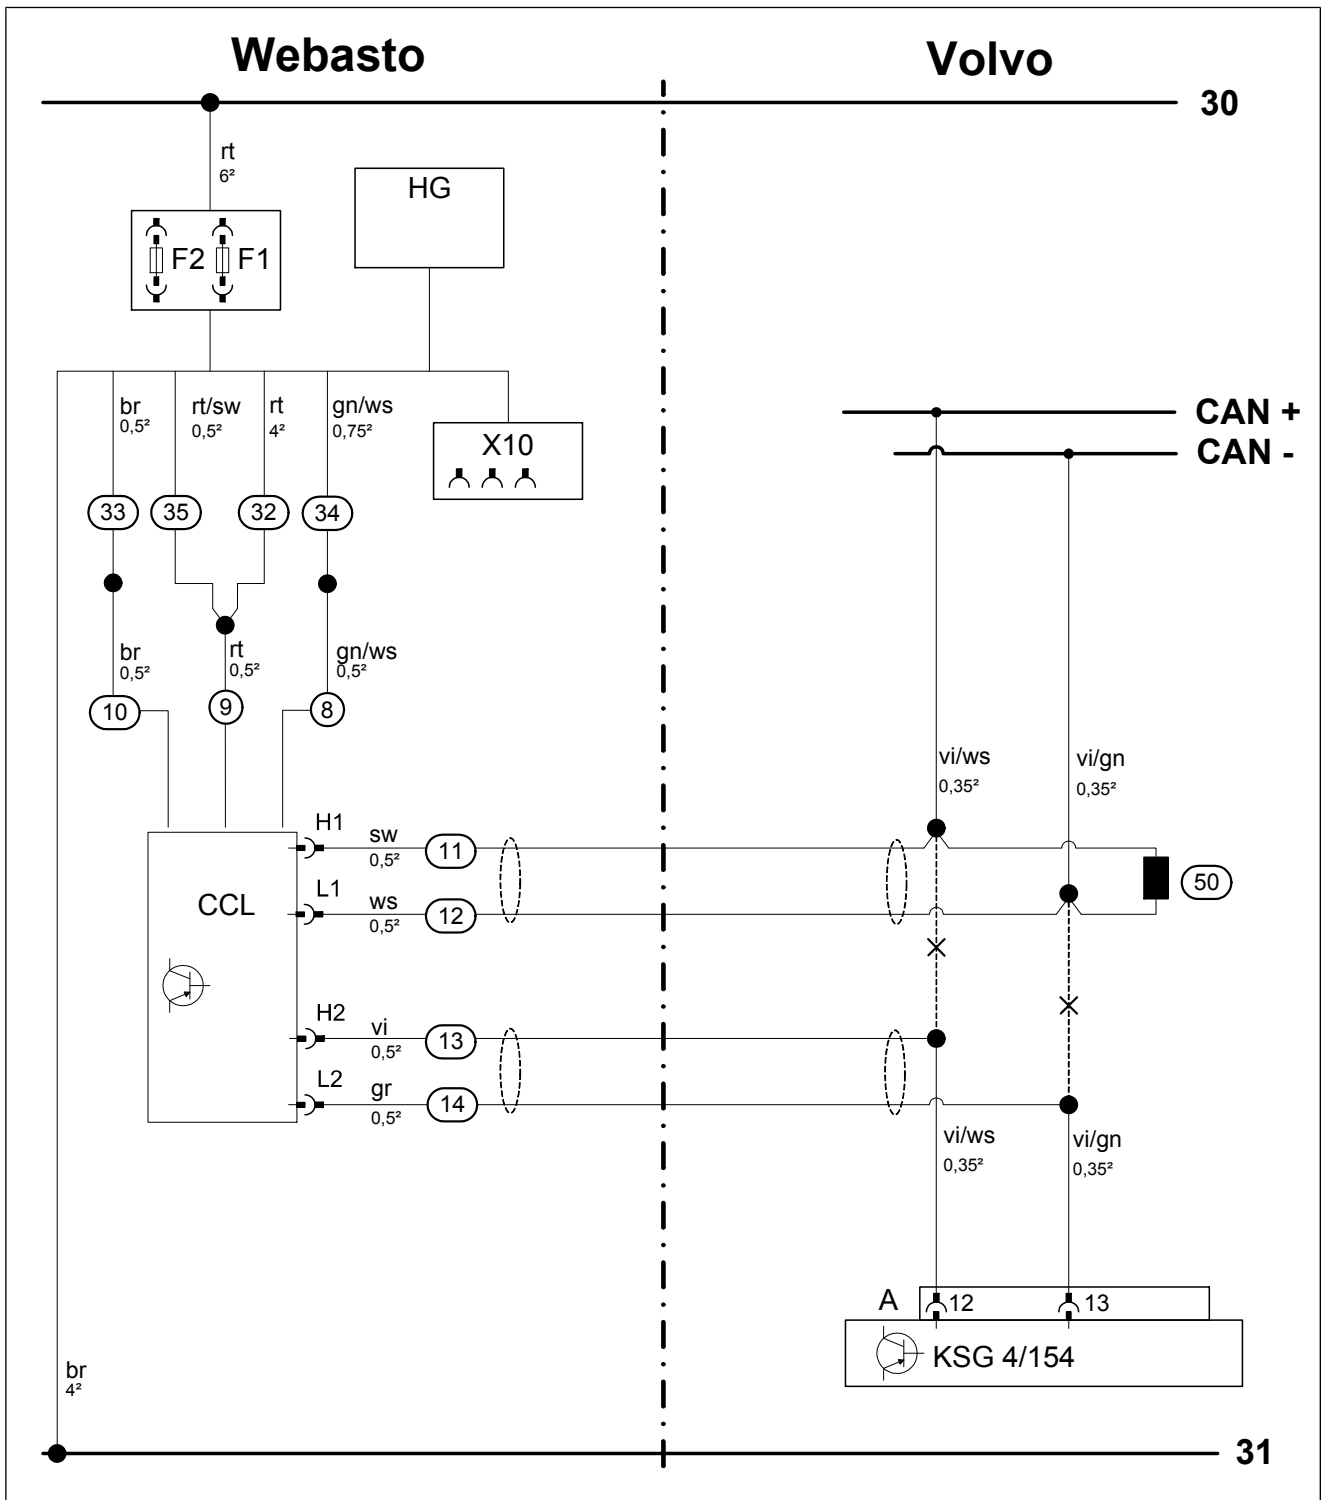 Webasto
Volvo
30
rt
6²
HG
F2
F1
br
0,5²
rt/sw
0,5²
rt
4²
gn/ws
0,75²
X10
CAN +
CAN -
33
35
32
34
br
0,5²
rt
0,5²
gn/ws
0,5²
10
9
8
vi/ws
0,35²
vi/gn
0,35²
H1
sw
0,5²
11
50
CCL
L1
ws
0,5²
12
H2
vi
0,5²
13
L2
gr
0,5²
14
vi/ws
0,35²
vi/gn
0,35²
A
12
13
KSG 4/154
br
4²
31